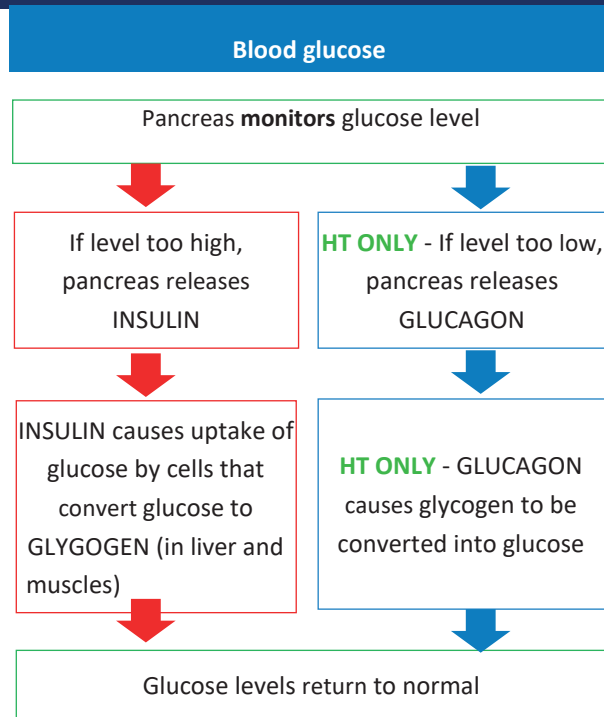 Blood glucose
Pancreas monitors glucose level
If level too high,
pancreas releases
INSULIN
HT ONLY - If level too low,
pancreas releases
GLUCAGON
INSULIN causes uptake of
glucose by cells that
convert glucose to
GLYGOGEN (in liver and
muscles)
HT ONLY - GLUCAGON
causes glycogen to be
converted into glucose
Glucose levels return to normal